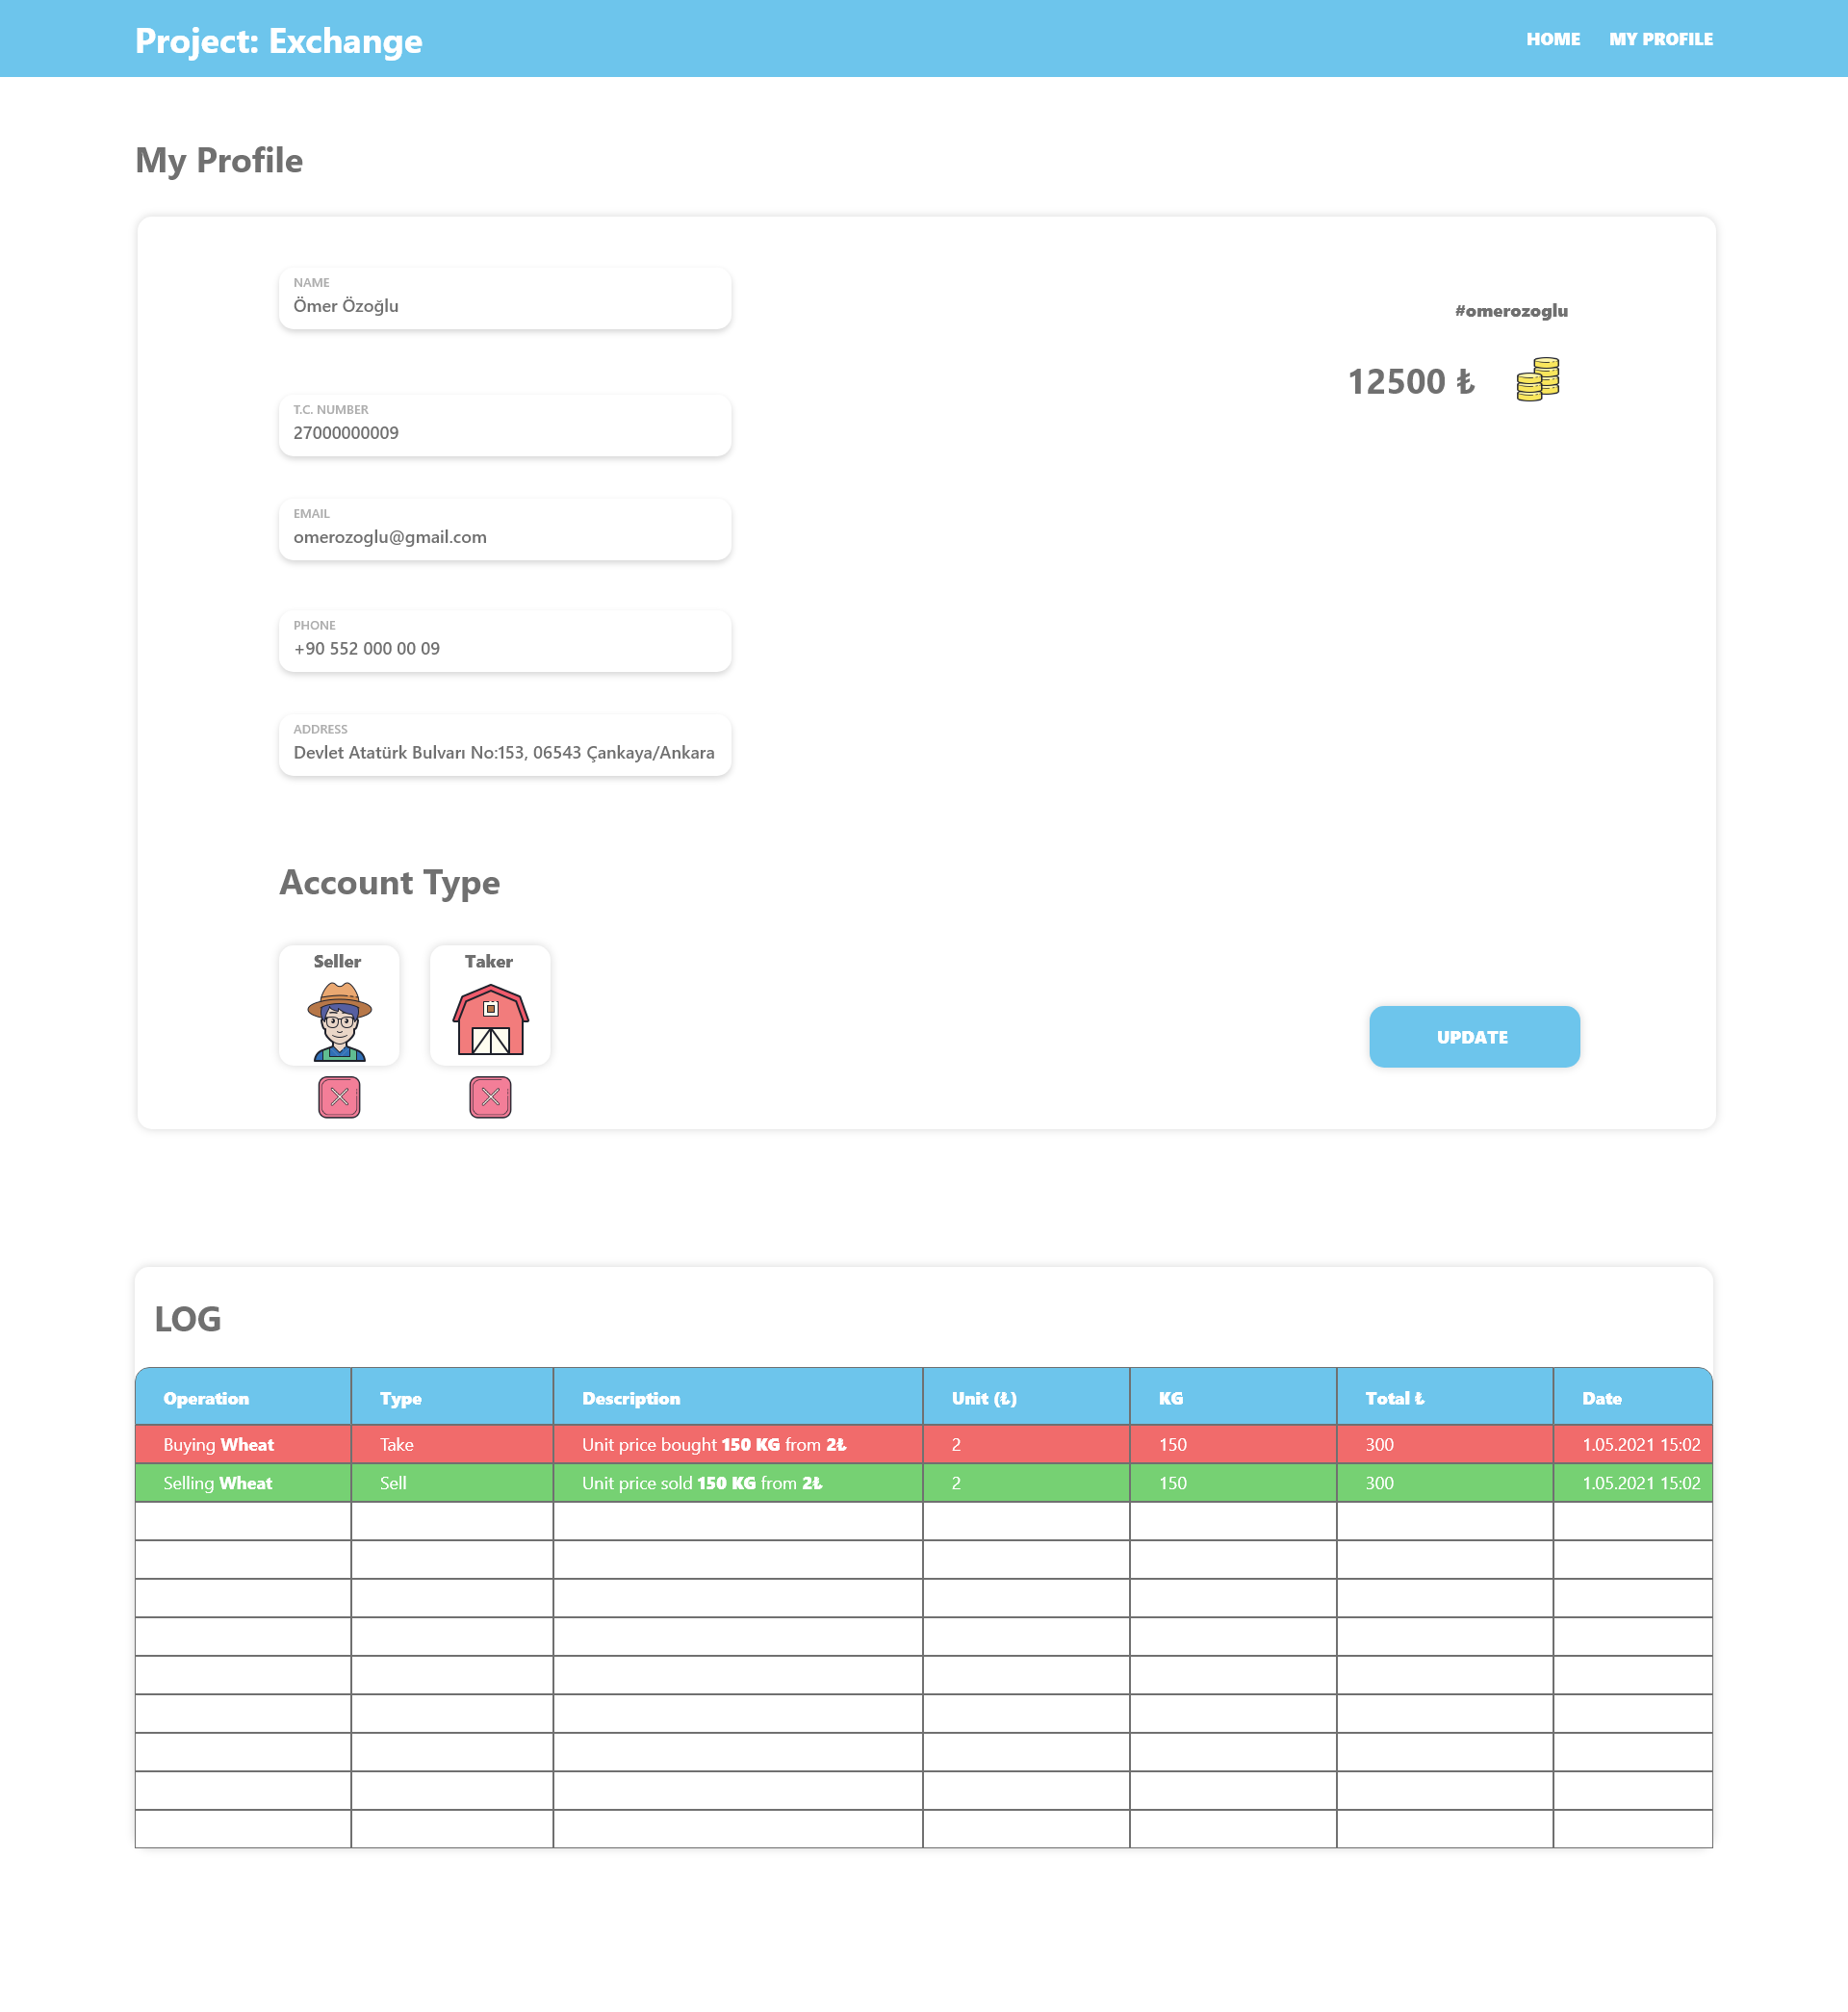 Project: Exchange
HOME MY PROFILE
My Profile
NAME
Ömer Özoğlu
#omerozoglu
12500 ₺
T.C. NUMBER
27000000009
EMAIL
omerozoglu@gmail.com
PHONE
+90 552 000 00 09
ADDRESS
Devlet Atatürk Bulvarı No:153, 06543 Çankaya/Ankara
Account Type
Seller Taker
UPDATE
LOG
Operation Type Description Unit (₺) KG Total ₺ Date
Buying Wheat Take Unit price bought 150 KG from 2₺ 2 150 300 1.05.2021 15:02
Selling Wheat Sell Unit price sold 150 KG from 2₺ 2 150 300 1.05.2021 15:02